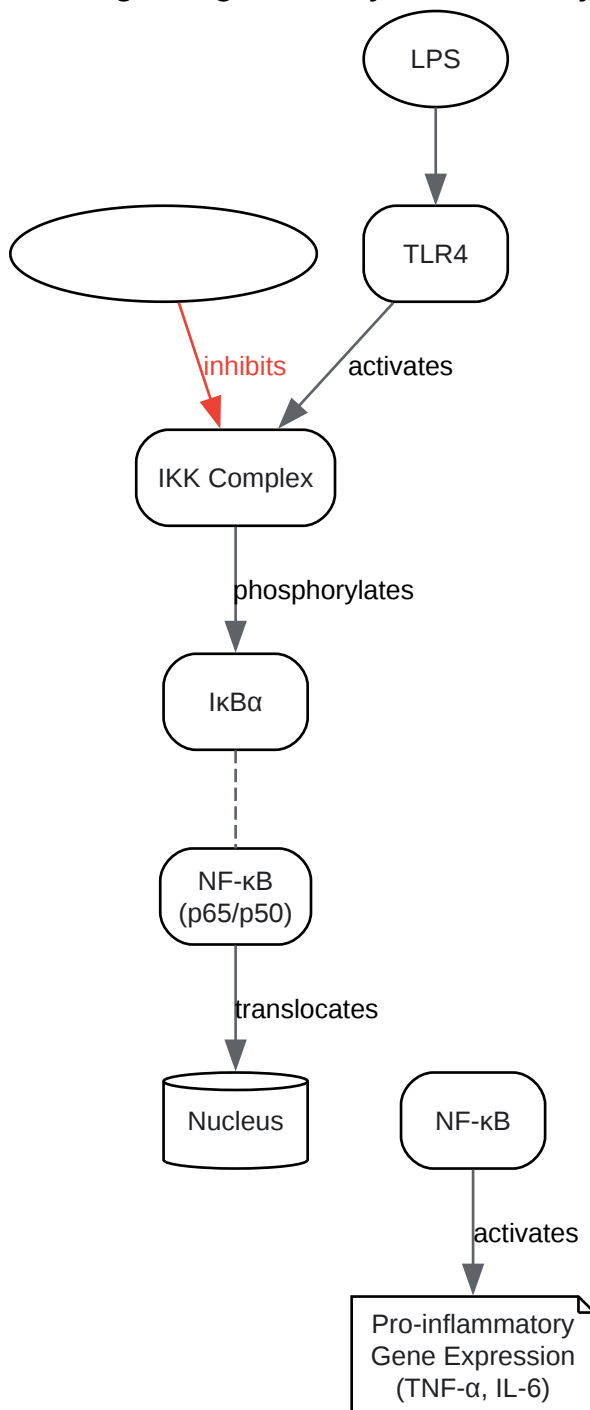 LPS
TLR4
inhibits
activates
IKK Complex
phosphorylates
IκBα
NF-κB
(p65/p50)
translocates
Nucleus
NF-κB
activates
Pro-inflammatory
Gene Expression
(TNF-α, IL-6)